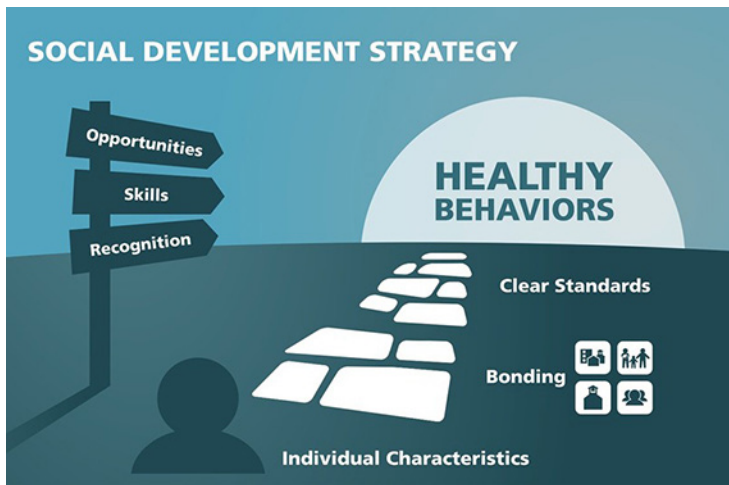 SOCIAL DEVELOPMENT STRATEGY
Opportunities
Skills
Recognition
HEALTHY
BEHAVIORS
Clear Standards
Bonding
Individual Characteristics